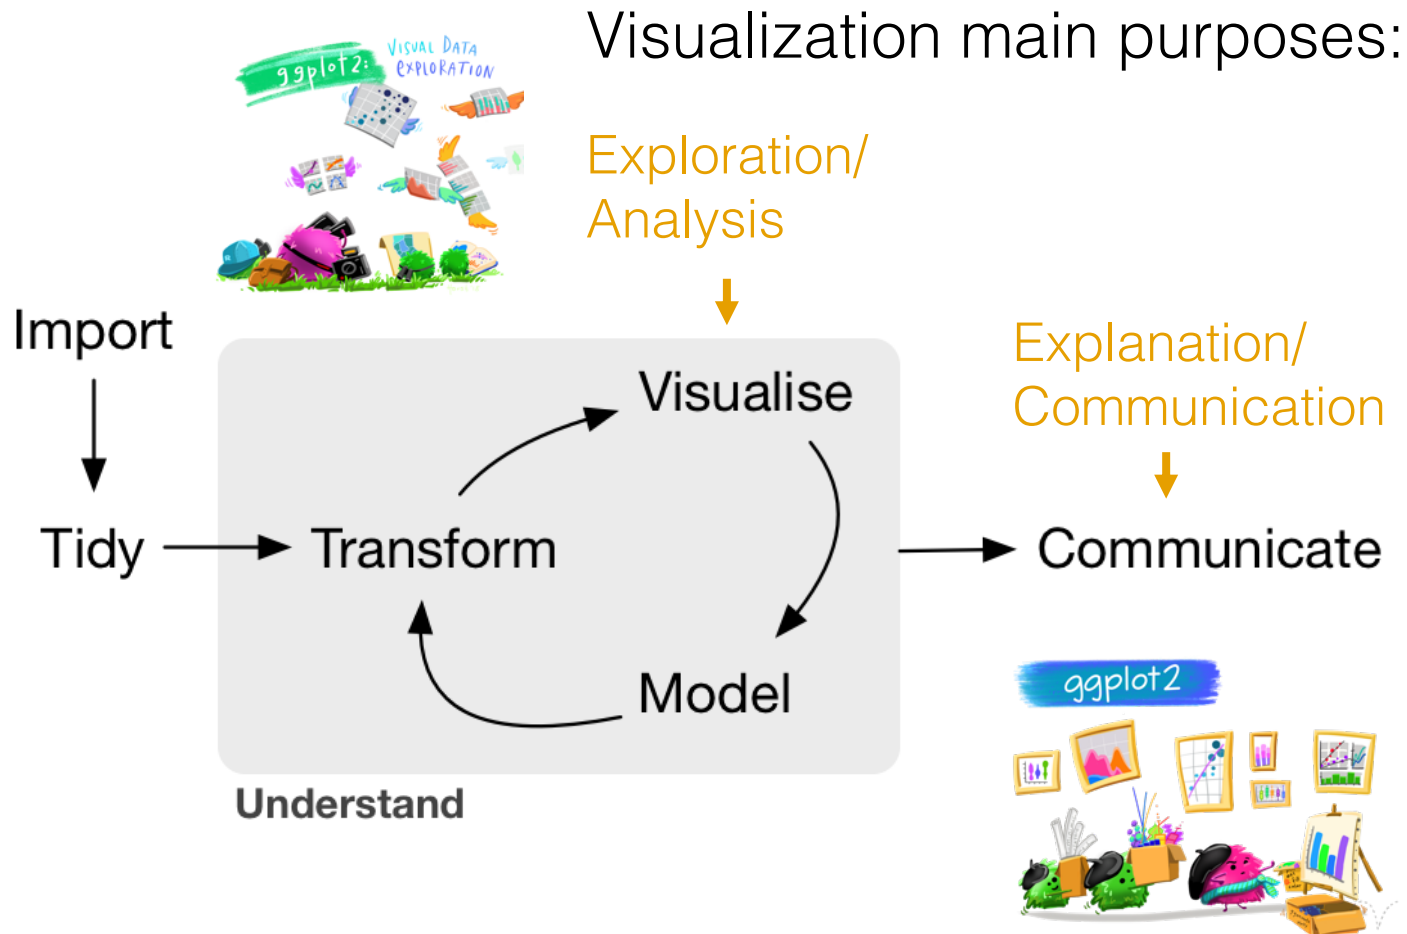 Visualization main purposes:
ggplot2:
VISUAL DATA
EXPLORATION
Exploration/
Analysis
Import
Explanation/
Communication
Visualise
Tidy
Transform
Communicate
Model
ggplot2
Understand